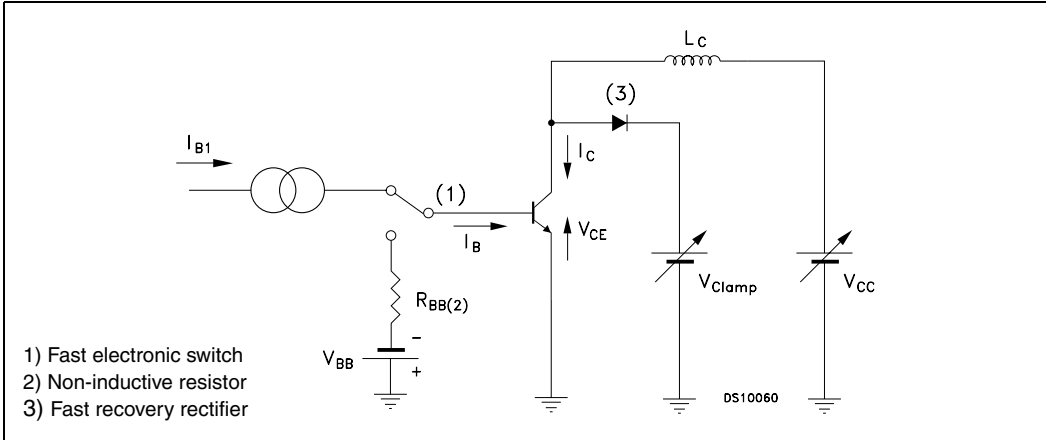 L_C
(3)
I_B1
I_C
(1)
I_B
V_CE
V_Clamp
V_CC
R_BB(2)
-
V_BB
+
1) Fast electronic switch
2) Non-inductive resistor
3) Fast recovery rectifier
DS10060